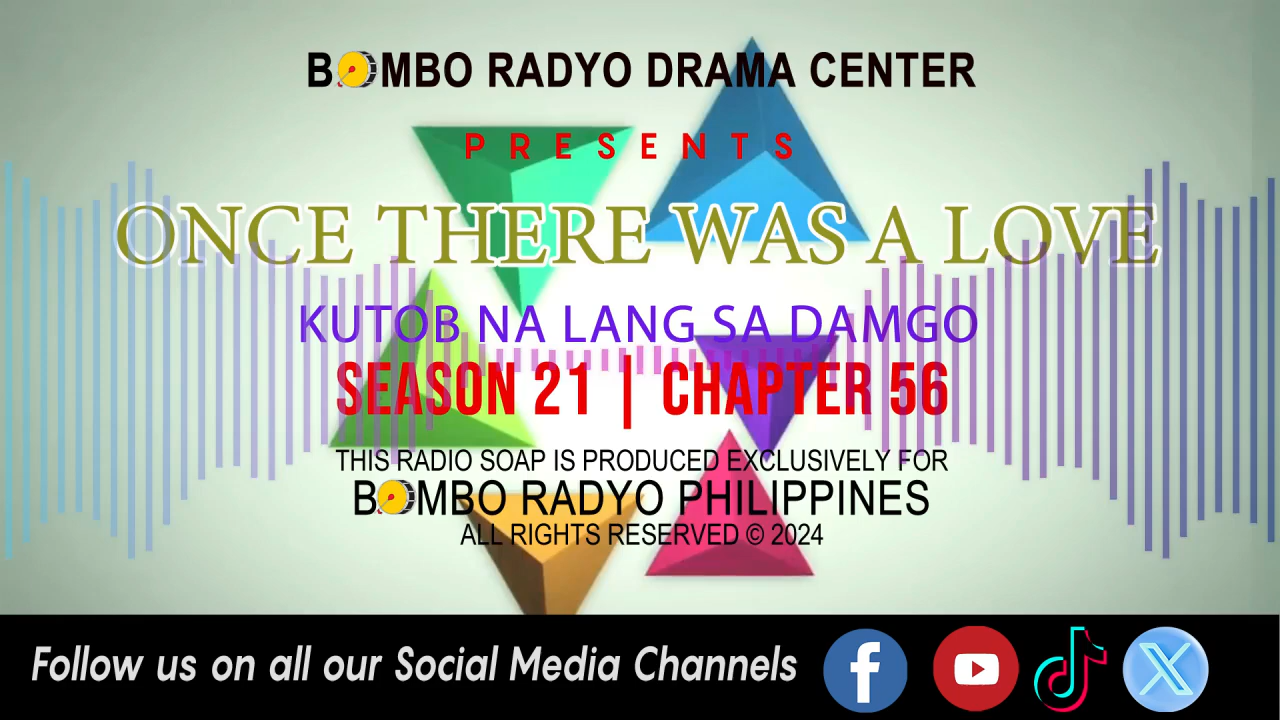 BOMBO RADYO DRAMA CENTER
PRESENTS
ONCE THERE WAS A LOVE
KUTOB NA LANG SA DAMGO
SEASON 21 | CHAPTER 56
THIS RADIO SOAP IS PRODUCED EXCLUSIVELY FOR
BOMBO RADYO PHILIPPINES
ALL RIGHTS RESERVED © 2024
Follow us on all our Social Media Channels